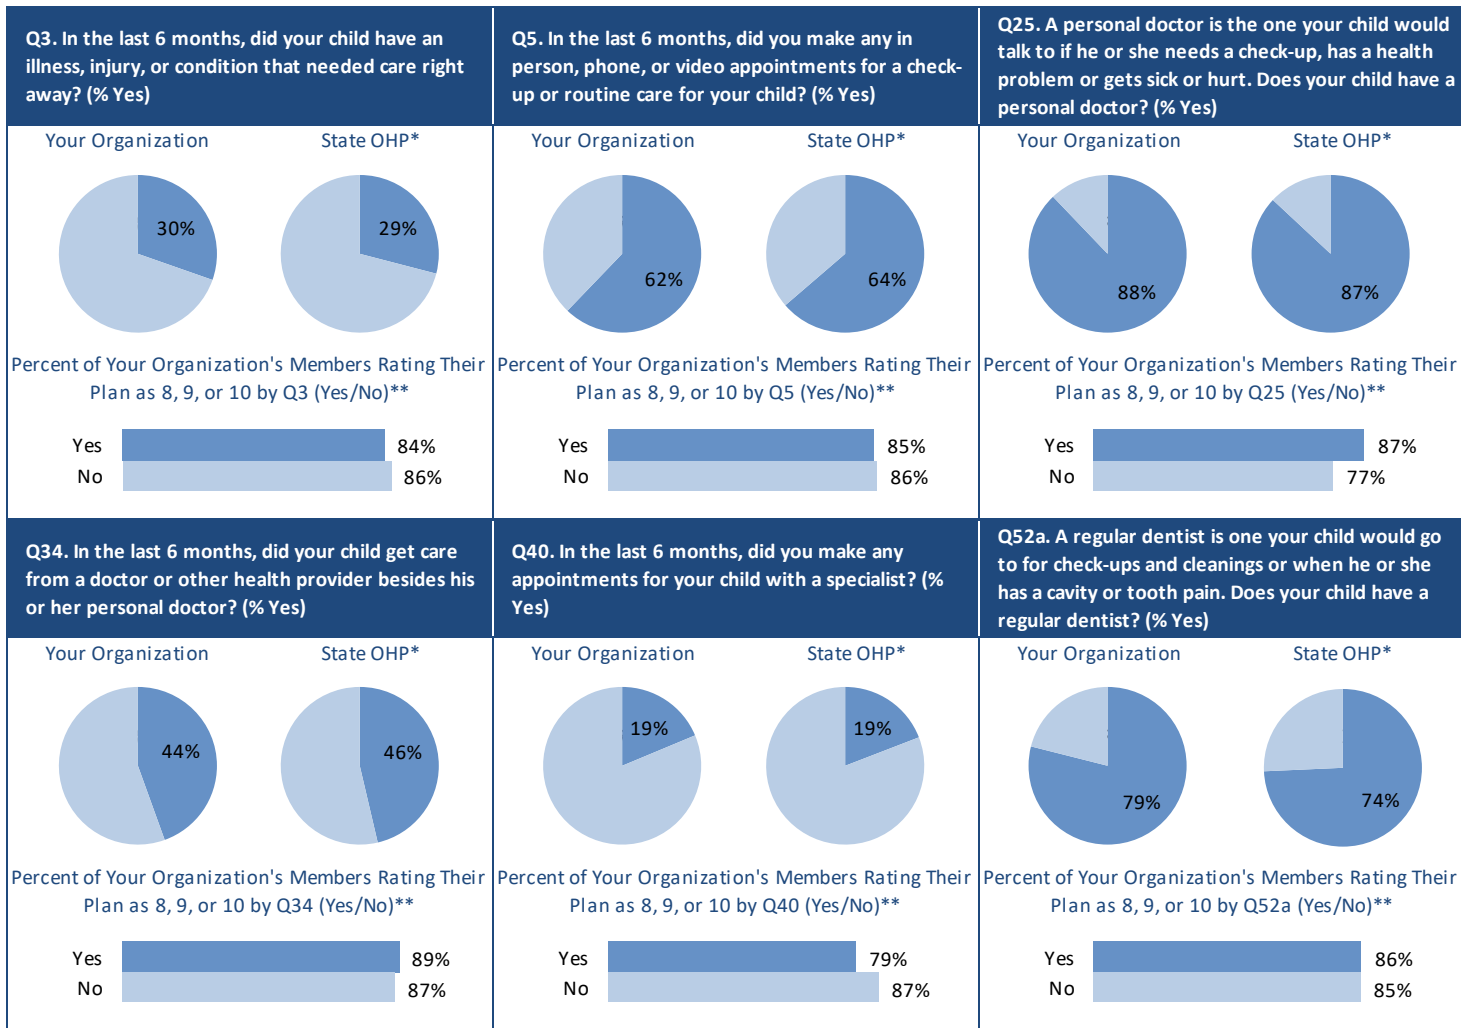 Q3. In the last 6 months, did your child have an
illness, injury, or condition that needed care right
away? (% Yes)
Your Organization State OHP*
30% 29%
Percent of Your Organization's Members Rating Their
Plan as 8, 9, or 10 by Q3 (Yes/No)**
Yes 84%
No 86%
Q5. In the last 6 months, did you make any in
person, phone, or video appointments for a check-
up or routine care for your child? (% Yes)
Your Organization State OHP*
62% 64%
Percent of Your Organization's Members Rating Their
Plan as 8, 9, or 10 by Q5 (Yes/No)**
Yes 85%
No 86%
Q25. A personal doctor is the one your child would
talk to if he or she needs a check-up, has a health
problem or gets sick or hurt. Does your child have a
personal doctor? (% Yes)
Your Organization State OHP*
88% 87%
Percent of Your Organization's Members Rating Their
Plan as 8, 9, or 10 by Q25 (Yes/No)**
Yes 87%
No 77%
Q34. In the last 6 months, did your child get care
from a doctor or other health provider besides his
or her personal doctor? (% Yes)
Your Organization State OHP*
44% 46%
Percent of Your Organization's Members Rating Their
Plan as 8, 9, or 10 by Q34 (Yes/No)**
Yes 89%
No 87%
Q40. In the last 6 months, did you make any
appointments for your child with a specialist? (%
Yes)
Your Organization State OHP*
19% 19%
Percent of Your Organization's Members Rating Their
Plan as 8, 9, or 10 by Q40 (Yes/No)**
Yes 79%
No 87%
Q52a. A regular dentist is one your child would go
to for check-ups and cleanings or when he or she
has a cavity or tooth pain. Does your child have a
regular dentist? (% Yes)
Your Organization State OHP*
79% 74%
Percent of Your Organization's Members Rating Their
Plan as 8, 9, or 10 by Q52a (Yes/No)**
Yes 86%
No 85%